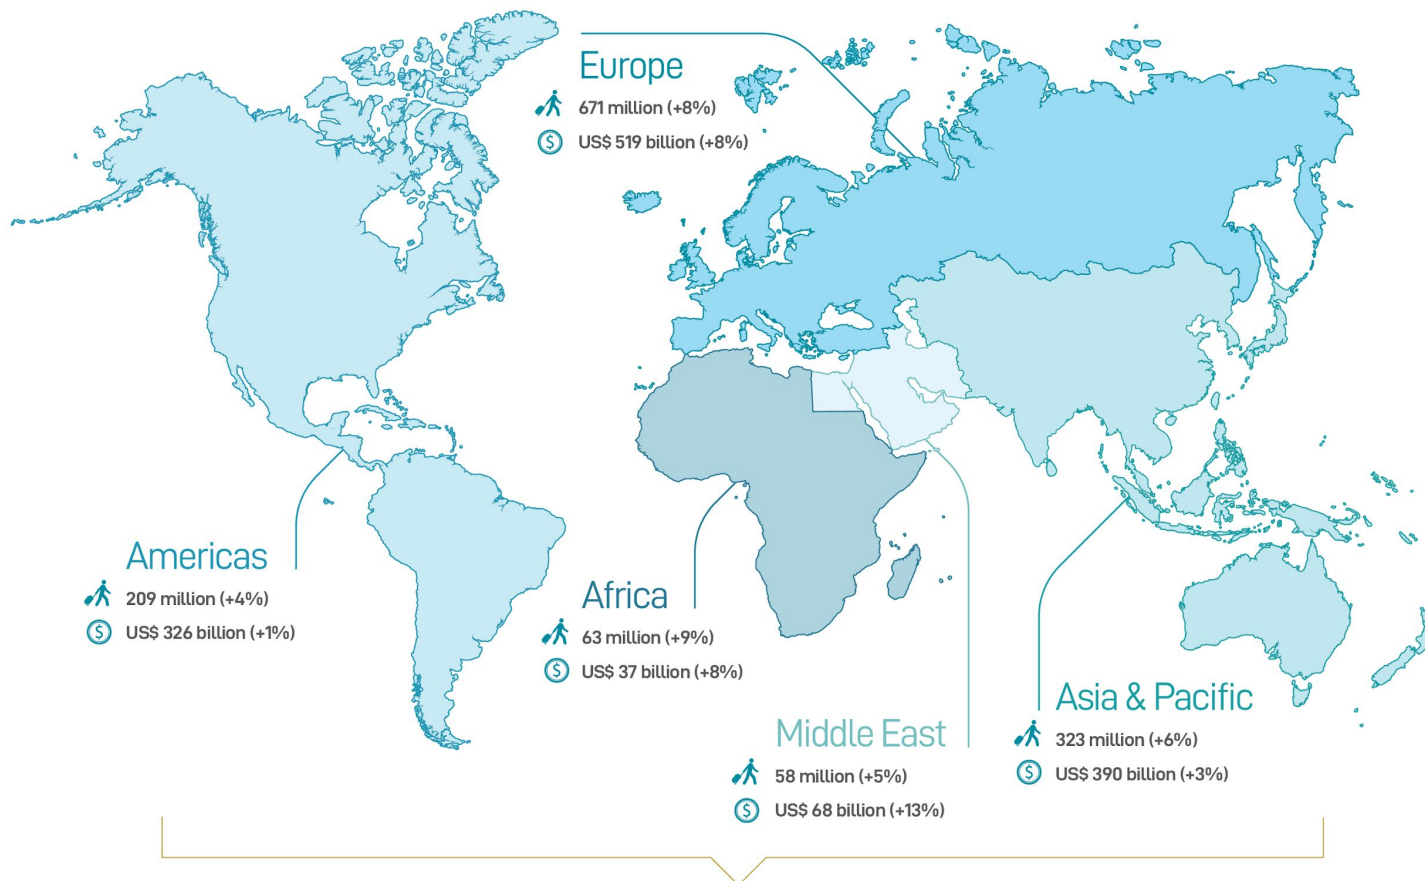 Europe
671 million (+8%)
US$ 519 billion (+8%)
Americas
209 million (+4%)
US$ 326 billion (+1%)
Africa
63 million (+9%)
US$ 37 billion (+8%)
Middle East
58 million (+5%)
US$ 68 billion (+13%)
Asia & Pacific
323 million (+6%)
US$ 390 billion (+3%)